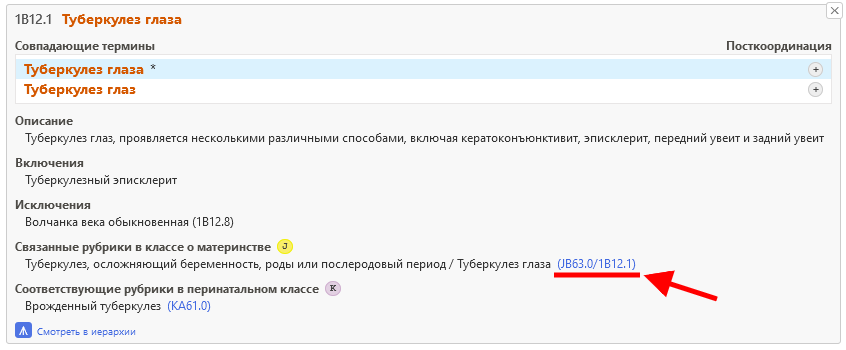 1B12.1 Туберкулез глаза
Совпадающие термины Посткоординация
Туберкулез глаза *
Туберкулез глаз
Описание
Туберкулез глаз, проявляется несколькими различными способами, включая кератоконъюнктивит, эписклерит, передний увеит и задний увеит
Включения
Туберкулезный эписклерит
Исключения
Волчанка века обыкновенная (1B12.8)
Связанные рубрики в классе о материнстве J
Туберкулез, осложняющий беременность, роды или послеродовый период / Туберкулез глаза (JB63.0/1B12.1)
Соответствующие рубрики в перинатальном классе K
Врожденный туберкулез (KA61.0)
Смотреть в иерархии